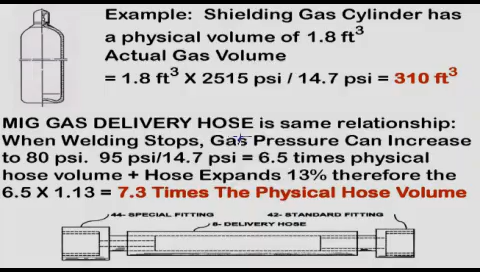 Example: Shielding Gas Cylinder has
a physical volume of 1.8 ft3
Actual Gas Volume
= 1.8 ft3 X 2515 psi / 14.7 psi = 310 ft3
MIG GAS DELIVERY HOSE is same relationship:
When Welding Stops, Gas Pressure Can Increase
to 80 psi. 95 psi/14.7 psi = 6.5 times physical
hose volume + Hose Expands 13% therefore the
6.5 X 1.13 = 7.3 Times The Physical Hose Volume
44- SPECIAL FITTING 42- STANDARD FITTING
8- DELIVERY HOSE